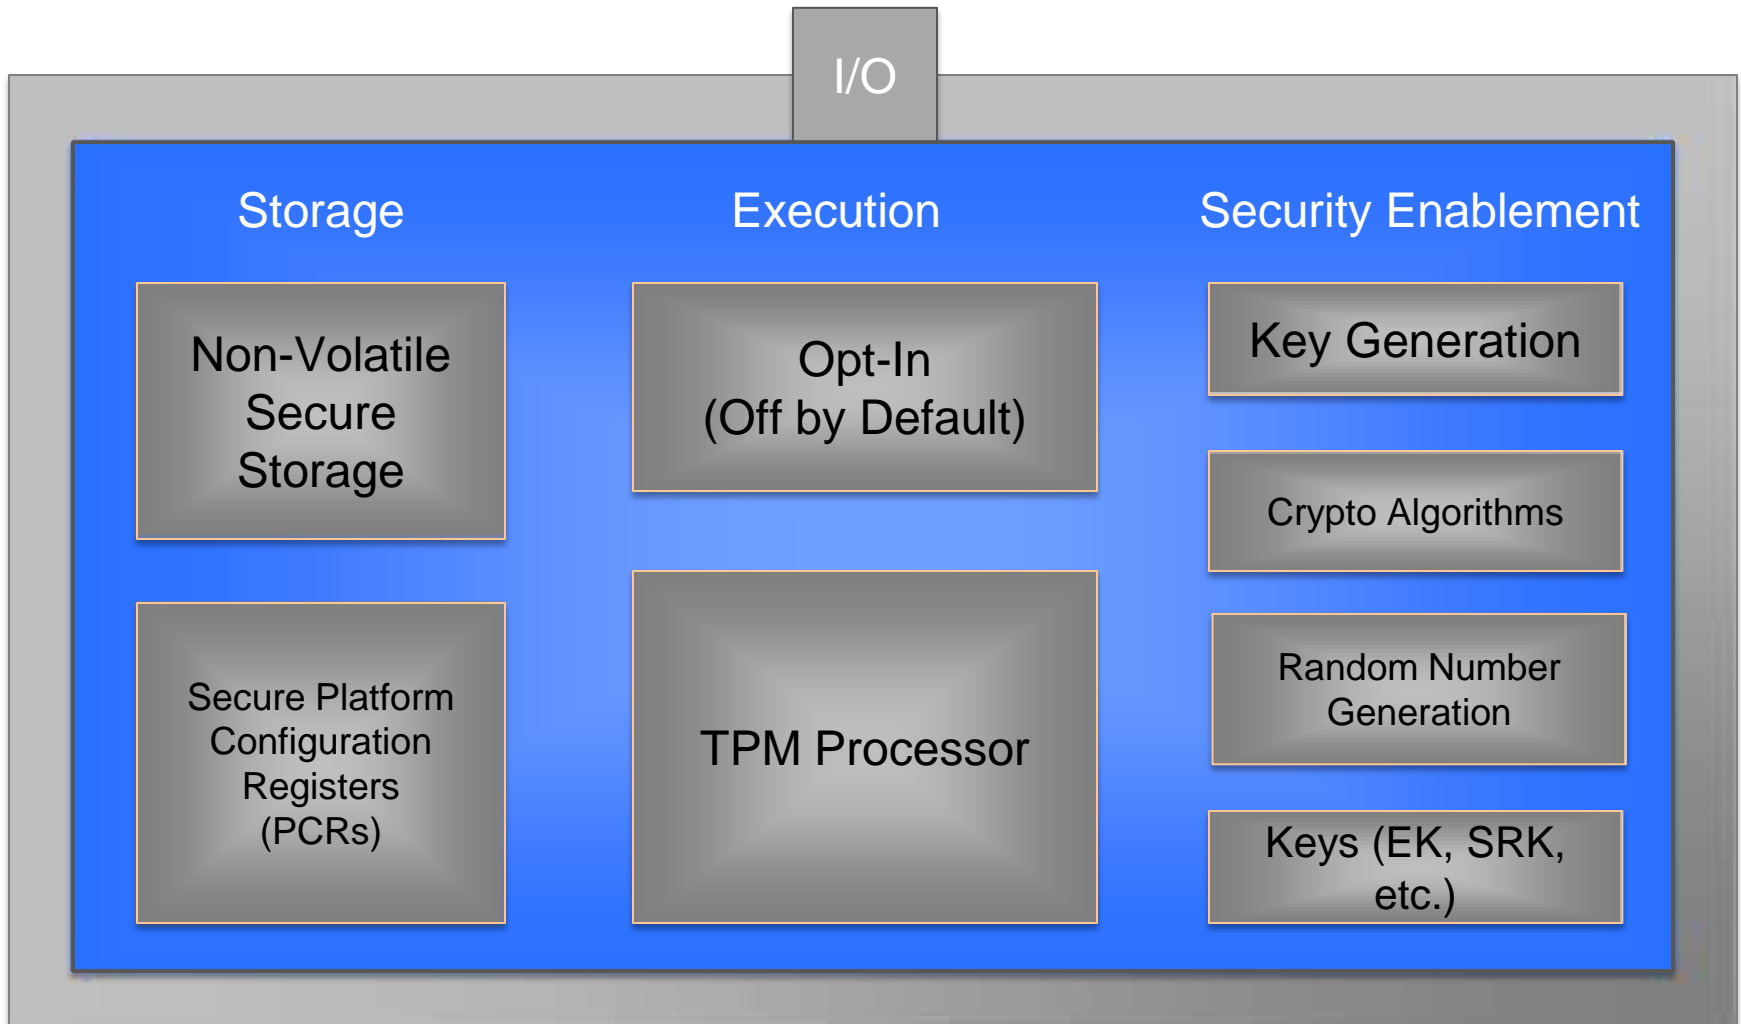 I/O
Storage
Non-Volatile
Secure
Storage
Secure Platform
Configuration
Registers
(PCRs)
Execution
Opt-In
(Off by Default)
TPM Processor
Security Enablement
Key Generation
Crypto Algorithms
Random Number
Generation
Keys (EK, SRK,
etc.)